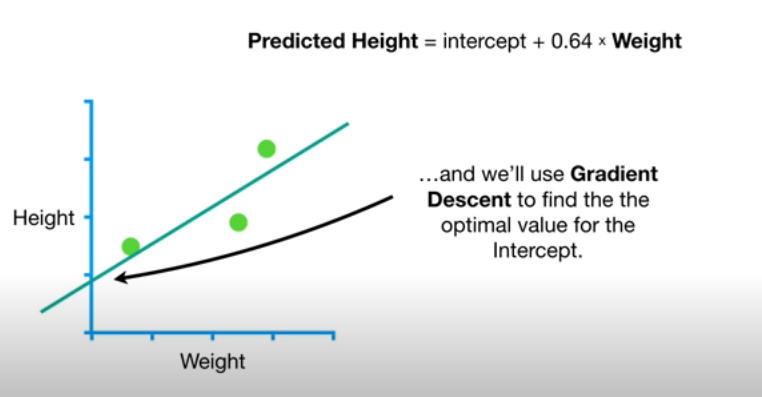 Predicted Height = intercept + 0.64 × Weight
...and we'll use Gradient
Descent to find the the
optimal value for the
Intercept.
Height
Weight